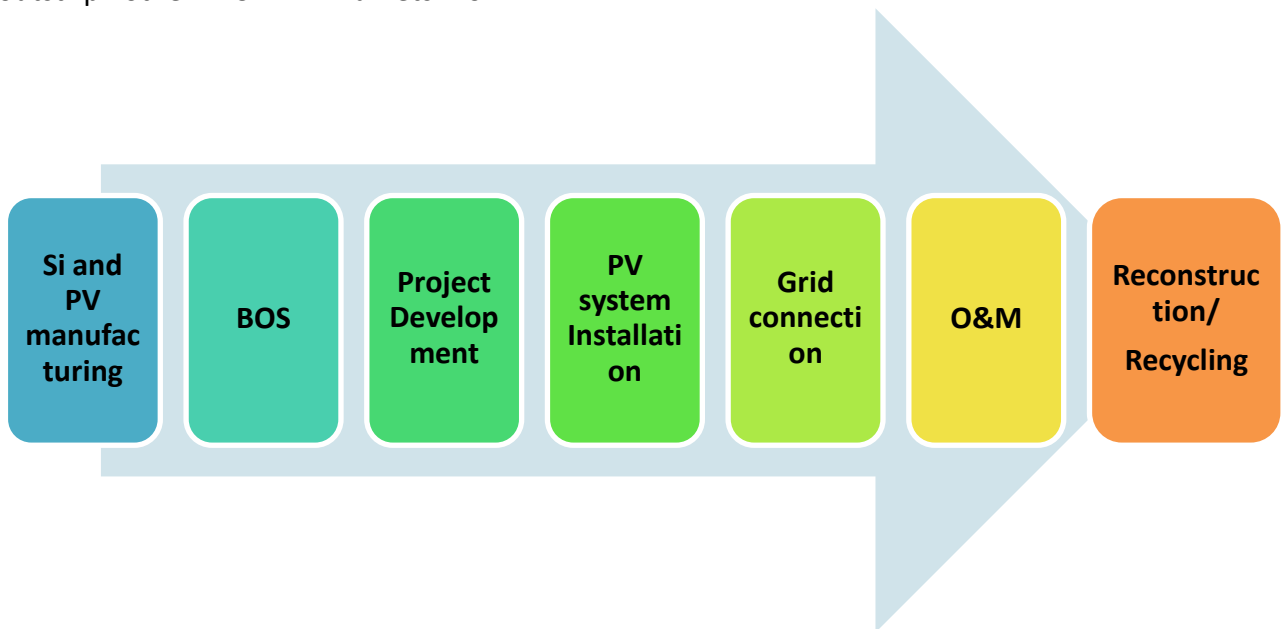 Si and
PV
manufac
turing
BOS
Project
Develop
ment
PV
system
Installati
on
Grid
connecti
on
O&M
Reconstruc
tion/
Recycling